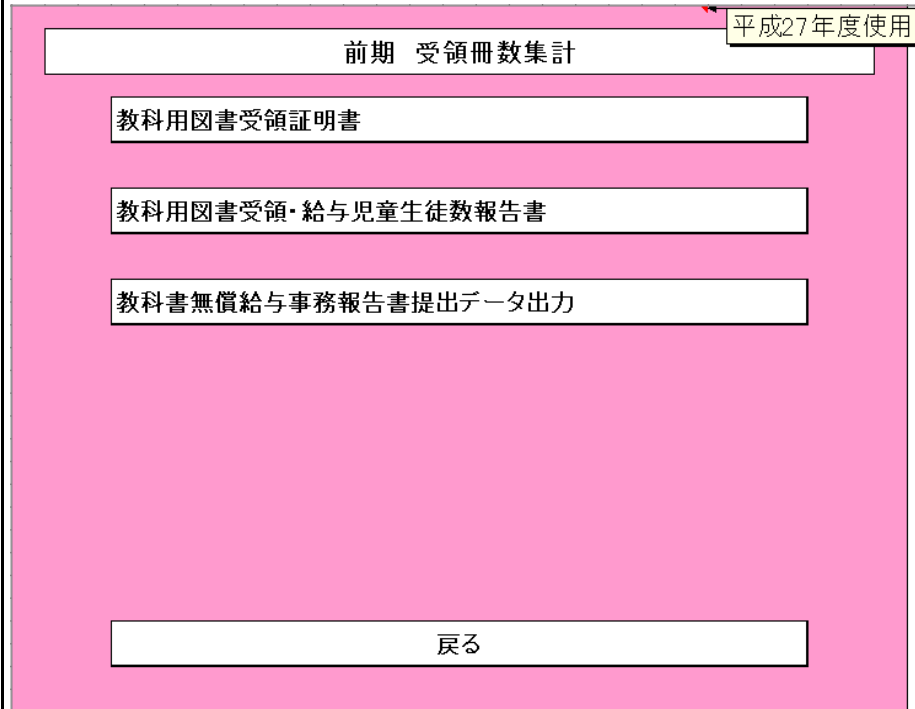 平成27年度使用
前期 受領冊数集計
教科用図書受領証明書
教科用図書受領・給与児童生徒数報告書
教科書無償給与事務報告書提出データ出力
戻る